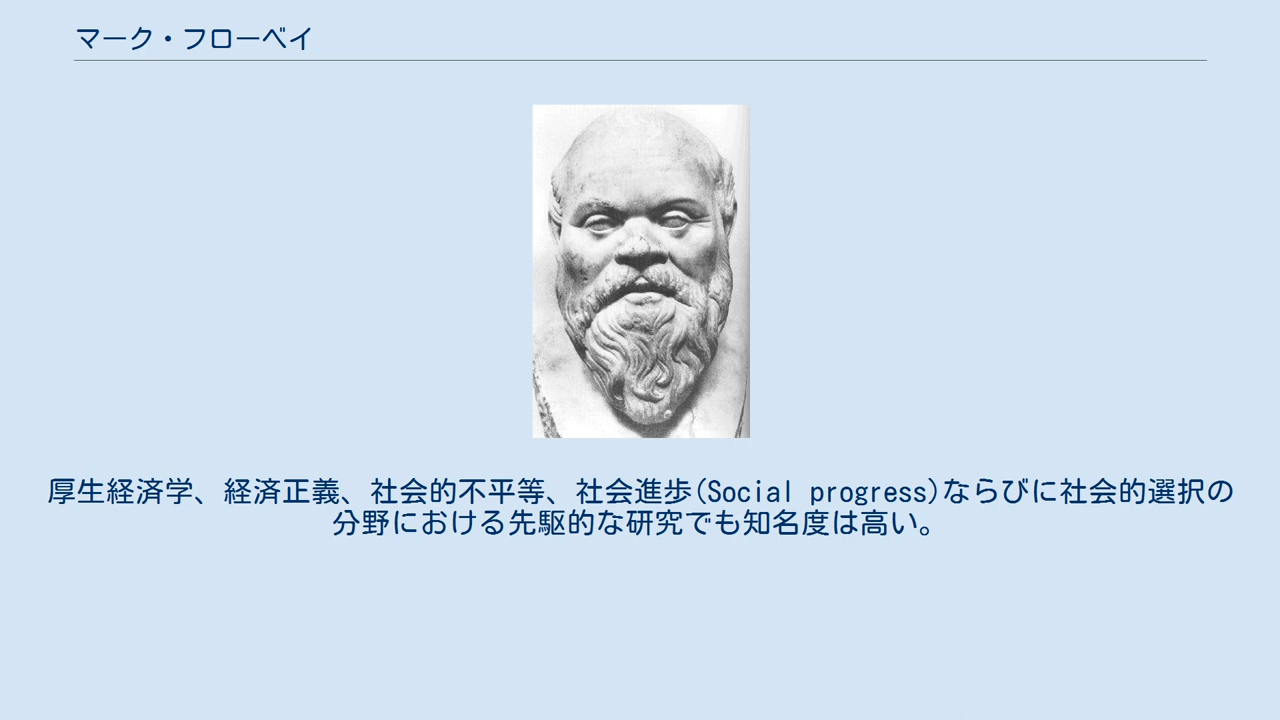 マーク・フローベイ
厚生経済学、経済正義、社会的不平等、社会進歩(Social progress)ならびに社会的選択の
分野における先駆的な研究でも知名度は高い。